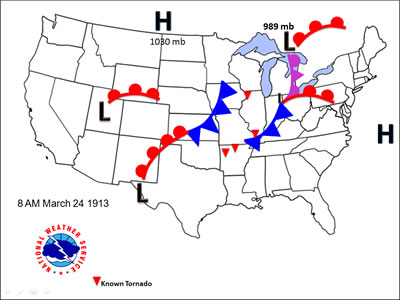 H
1030 mb
989 mb
L
L
L
L
H
8 AM March 24 1913
NATIONAL WEATHER SERVICE
Known Tornado